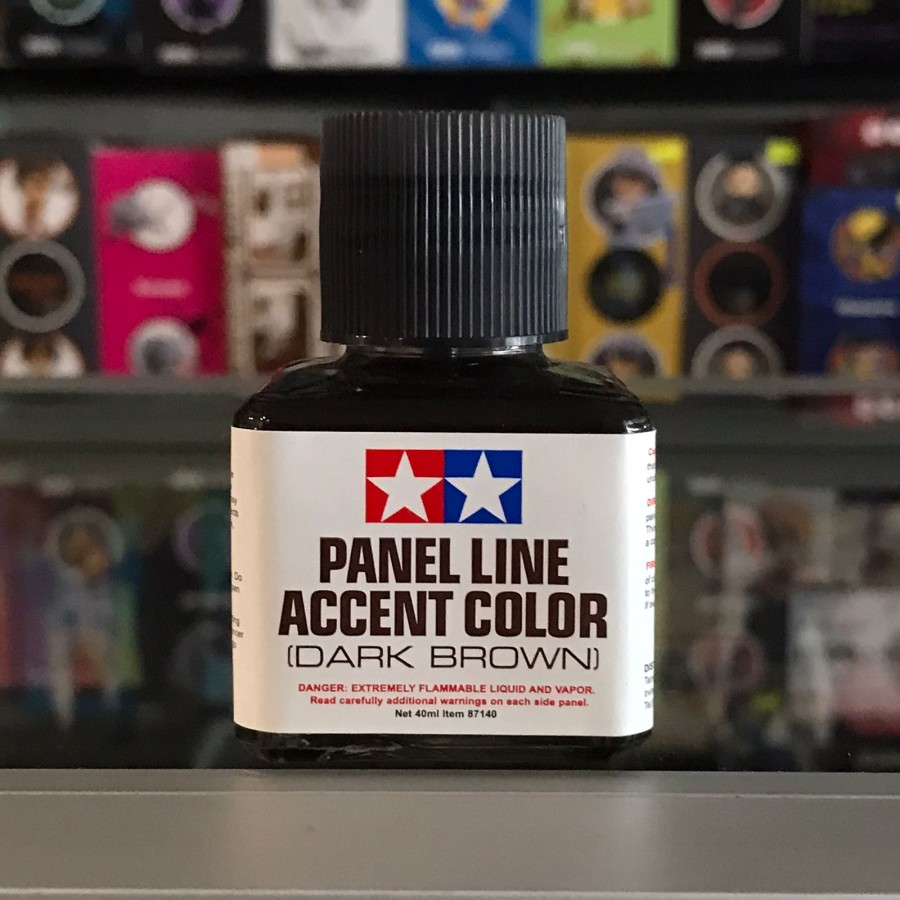 PANEL LINE
ACCENT COLOR
(DARK BROWN)
DANGER: EXTREMELY FLAMMABLE LIQUID AND VAPOR.
Read carefully additional warnings on each side panel.
Net 40ml Item 87140